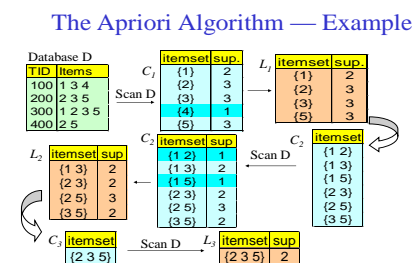 The Apriori Algorithm — Example
Database D
TID Items
100 1 3 4
200 2 3 5
300 1 2 3 5
400 2 5
Scan D
C1
itemset sup.
{1} 2
{2} 3
{3} 3
{4} 1
{5} 3
L1
itemset sup.
{1} 2
{2} 3
{3} 3
{5} 3
C2
itemset
{1 2}
{1 3}
{1 5}
{2 3}
{2 5}
{3 5}
Scan D
C2
itemset sup
{1 2} 1
{1 3} 2
{1 5} 1
{2 3} 2
{2 5} 3
{3 5} 2
L2
itemset sup
{1 3} 2
{2 3} 2
{2 5} 3
{3 5} 2
C3
itemset
{2 3 5}
Scan D
L3
itemset sup
{2 3 5} 2